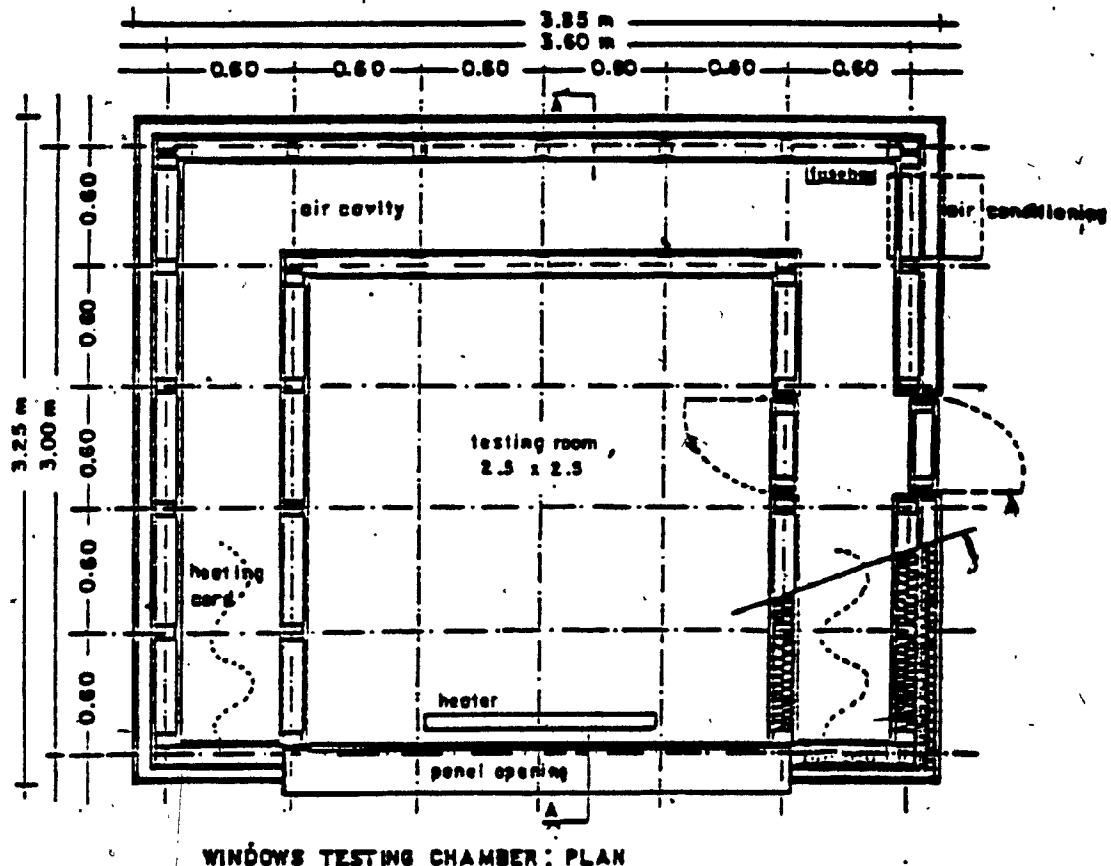 3.85 m
3.60 m
0.60 0.60 0.60 0.60 0.60 0.60
A
fusebox
air cavity
air conditioning
0.60
0.60
3.25 m
3.00 m
0.60
testing room
2.5 x 2.5
A
0.60
heating
cord
0.60
heater
panel opening
A
WINDOWS TESTING CHAMBER: PLAN